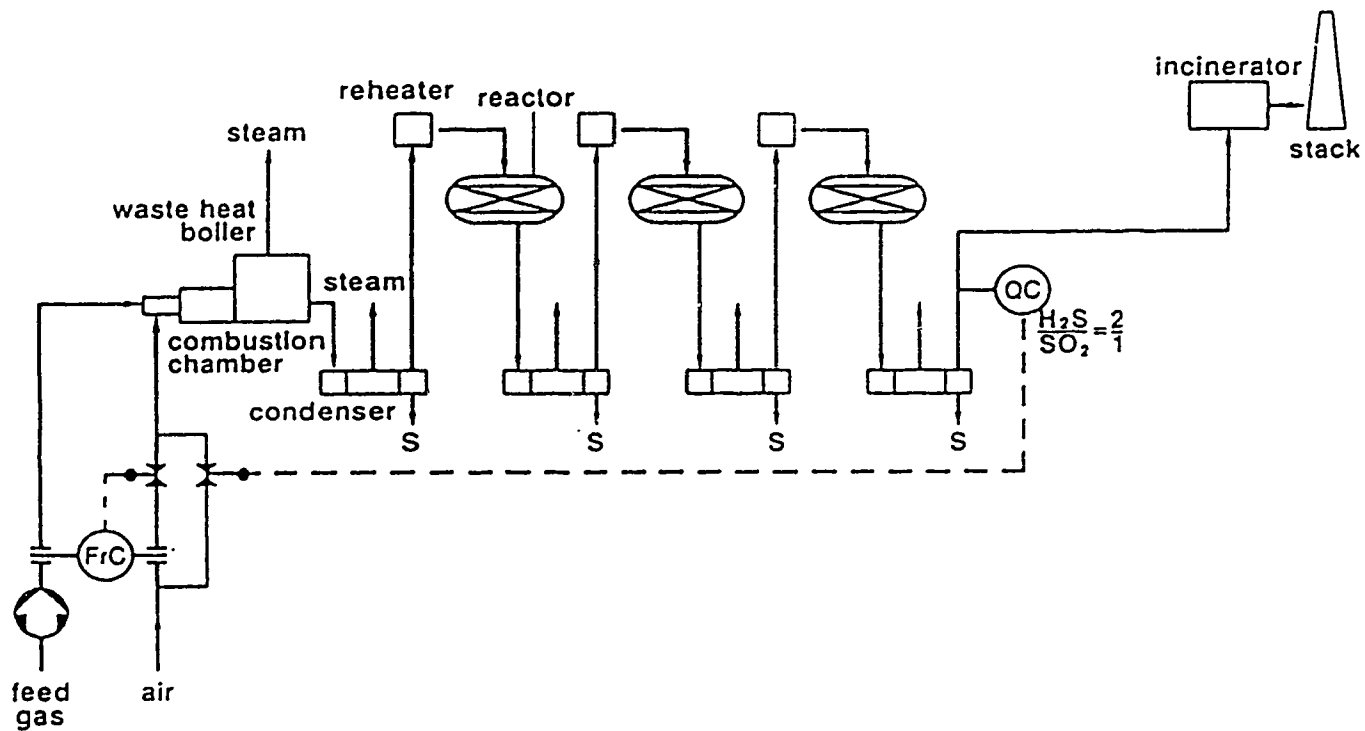 incinerator
stack
reheater
reactor
steam
waste heat
boiler
steam
QC
H₂S
SO₂
=
2
1
combustion
chamber
condenser
S
S
S
S
FrC
feed
gas
air